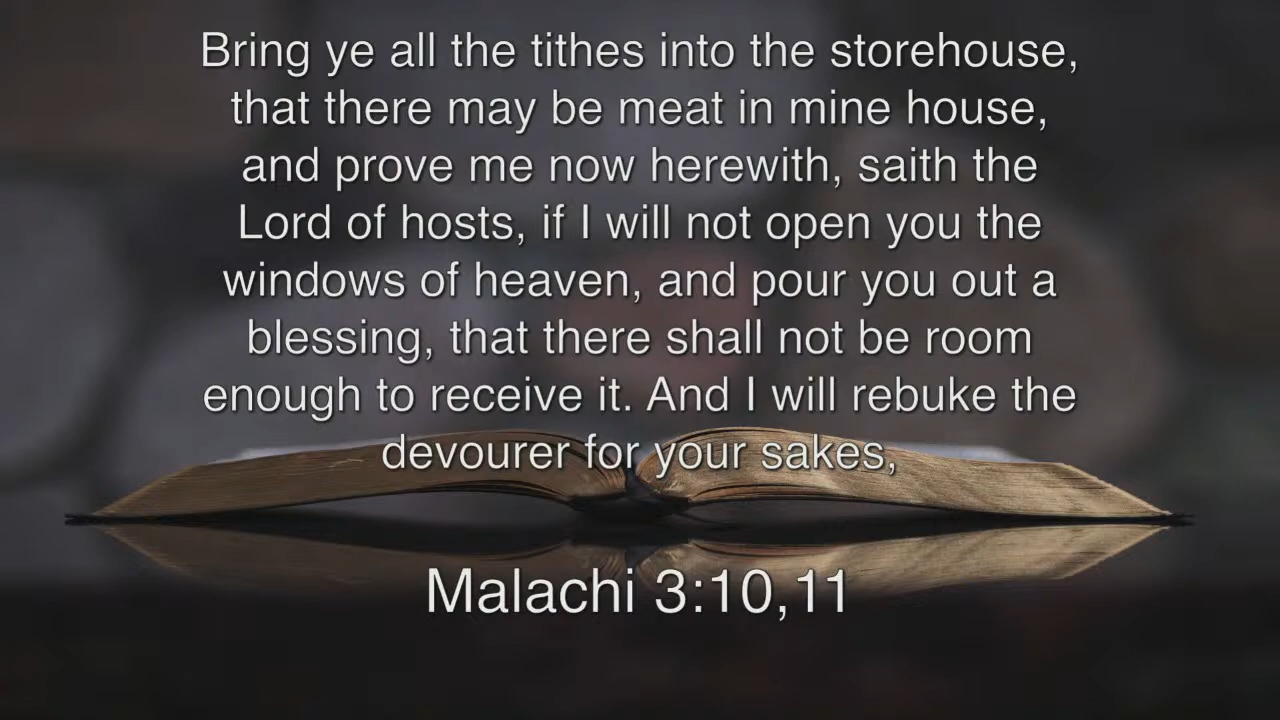 Bring ye all the tithes into the storehouse,
that there may be meat in mine house,
and prove me now herewith, saith the
Lord of hosts, if I will not open you the
windows of heaven, and pour you out a
blessing, that there shall not be room
enough to receive it. And I will rebuke the
devourer for your sakes,
Malachi 3:10,11